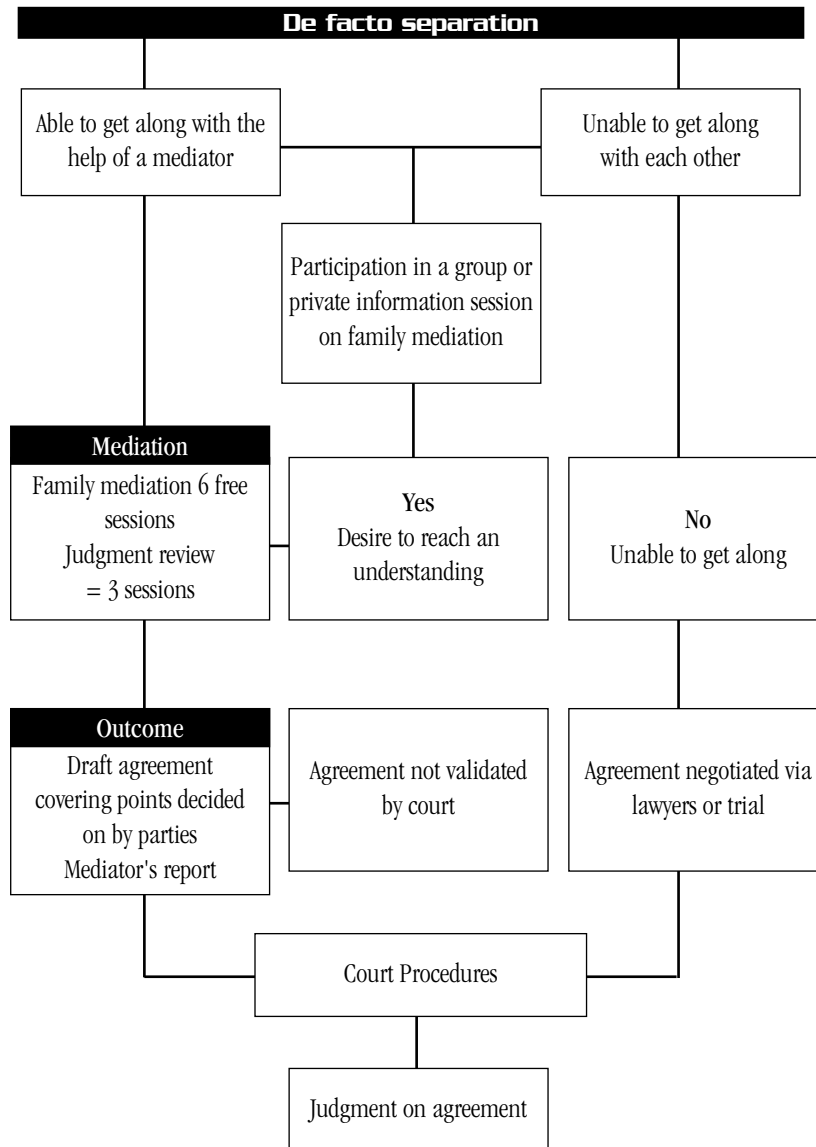 De facto separation
Able to get along with the
help of a mediator
Unable to get along
with each other
Participation in a group or
private information session
on family mediation
Mediation
Family mediation 6 free
sessions
Judgment review
= 3 sessions
Yes
Desire to reach an
understanding
No
Unable to get along
Outcome
Draft agreement
covering points decided
on by parties
Mediator's report
Agreement not validated
by court
Agreement negotiated via
lawyers or trial
Court Procedures
Judgment on agreement